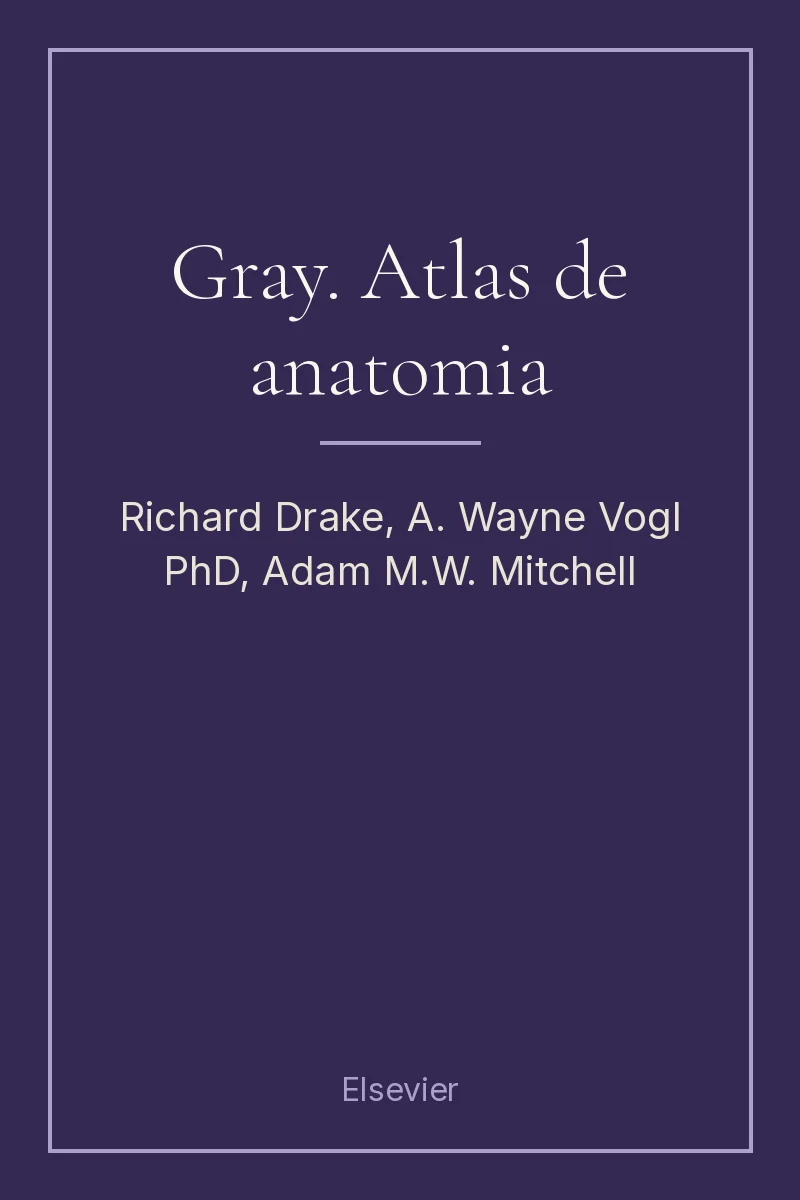 Gray. Atlas de
anatomia
Richard Drake, A. Wayne Vogl
PhD, Adam M.W. Mitchell
Elsevier